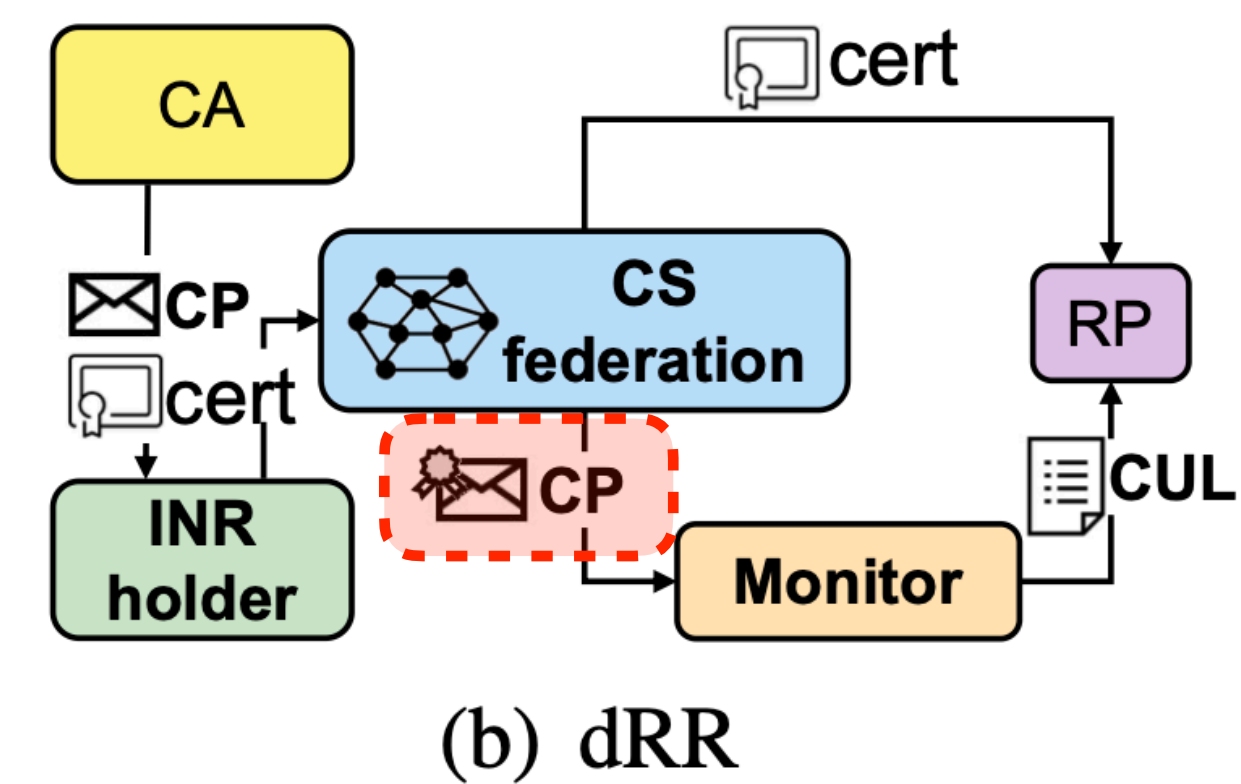 CA
cert
CP
cert
CS
federation
RP
INR
holder
CP
CUL
Monitor
(b) dRR